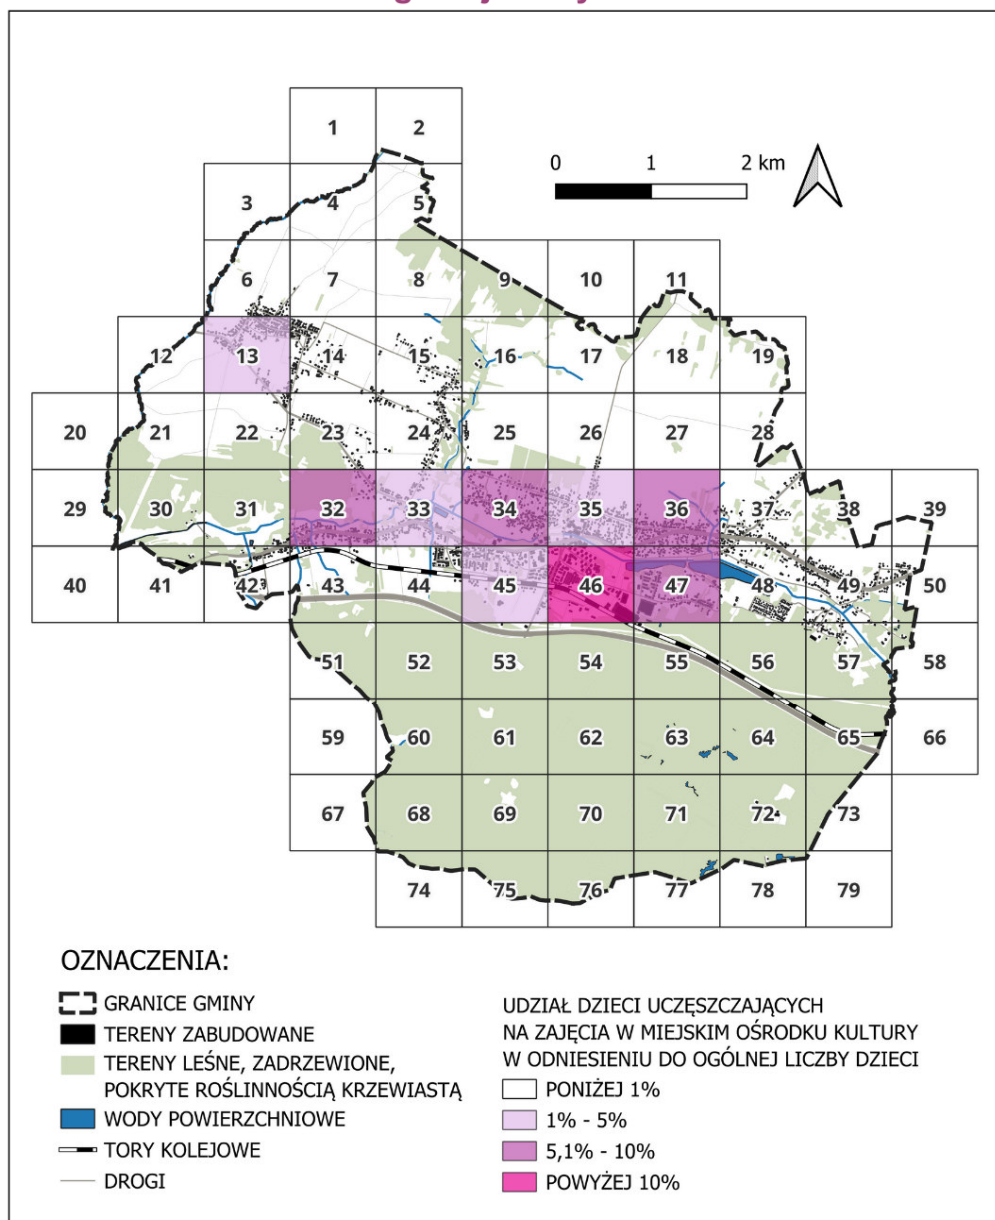 1 2
0 1 2 km
3 4 5
6 7 8 9 10 11
12 13 14 15 16 17 18 19
20 21 22 23 24 25 26 27 28
29 30 31 32 33 34 35 36 37 38 39
40 41 42 43 44 45 46 47 48 49 50
51 52 53 54 55 56 57 58
59 60 61 62 63 64 65 66
67 68 69 70 71 72 73
74 75 76 77 78 79
OZNACZENIA:
GRANICE GMINY
TERENY ZABUDOWANE
TERENY LEŚNE, ZADRZEWIONE,
POKRYTE ROŚLINNOŚCIĄ KRZEWIASTĄ
WODY POWIERZCHNIOWE
TORY KOLEJOWE
DROGI
UDZIAŁ DZIECI UCZĘSZCZAJĄCYCH
NA ZAJĘCIA W MIEJSKIM OŚRODKU KULTURY
W ODNIESIENIU DO OGÓLNEJ LICZBY DZIECI
PONIŻEJ 1%
1% - 5%
5,1% - 10%
POWYŻEJ 10%